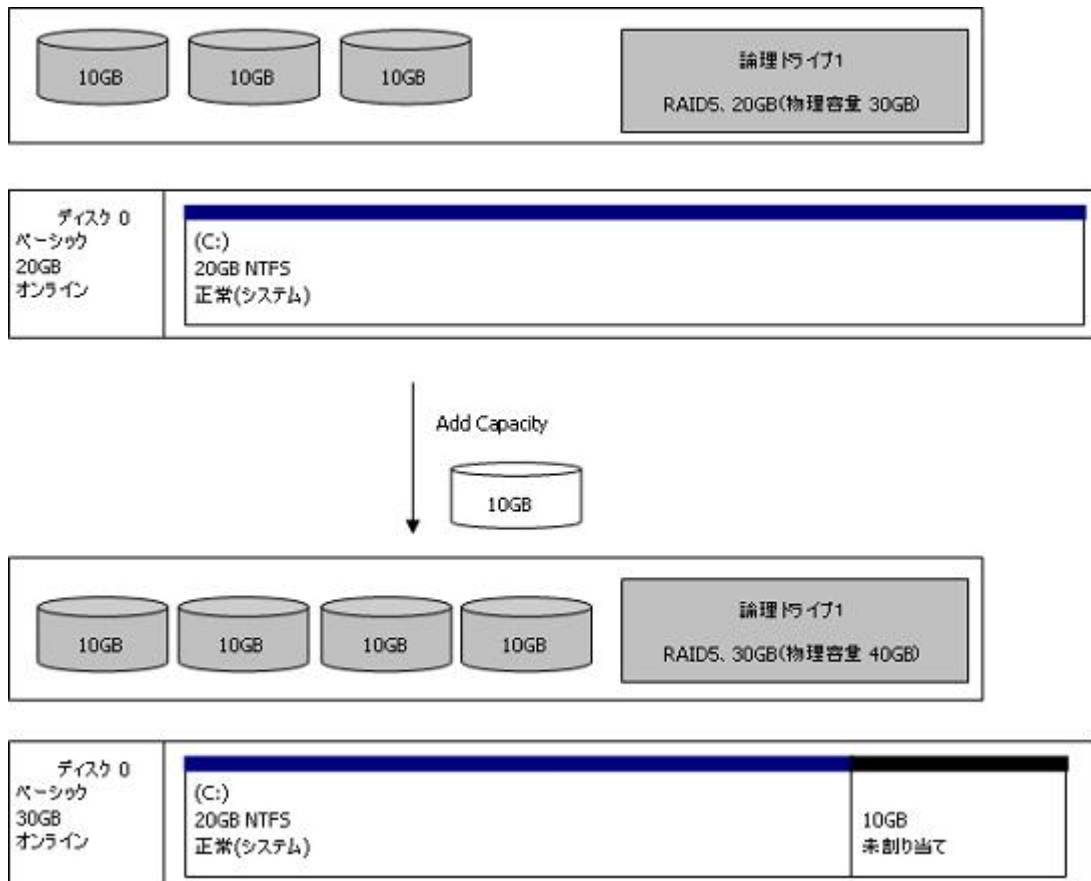 10GB
10GB
10GB
論理ドライブ1
RAID5、20GB(物理容量 30GB)
ディスク 0
ベーシック
20GB
オンライン
(C:)
20GB NTFS
正常(システム)
Add Capacity
10GB
10GB
10GB
10GB
10GB
論理ドライブ1
RAID5、30GB(物理容量 40GB)
ディスク 0
ベーシック
30GB
オンライン
(C:)
20GB NTFS
正常(システム)
10GB
未割り当て